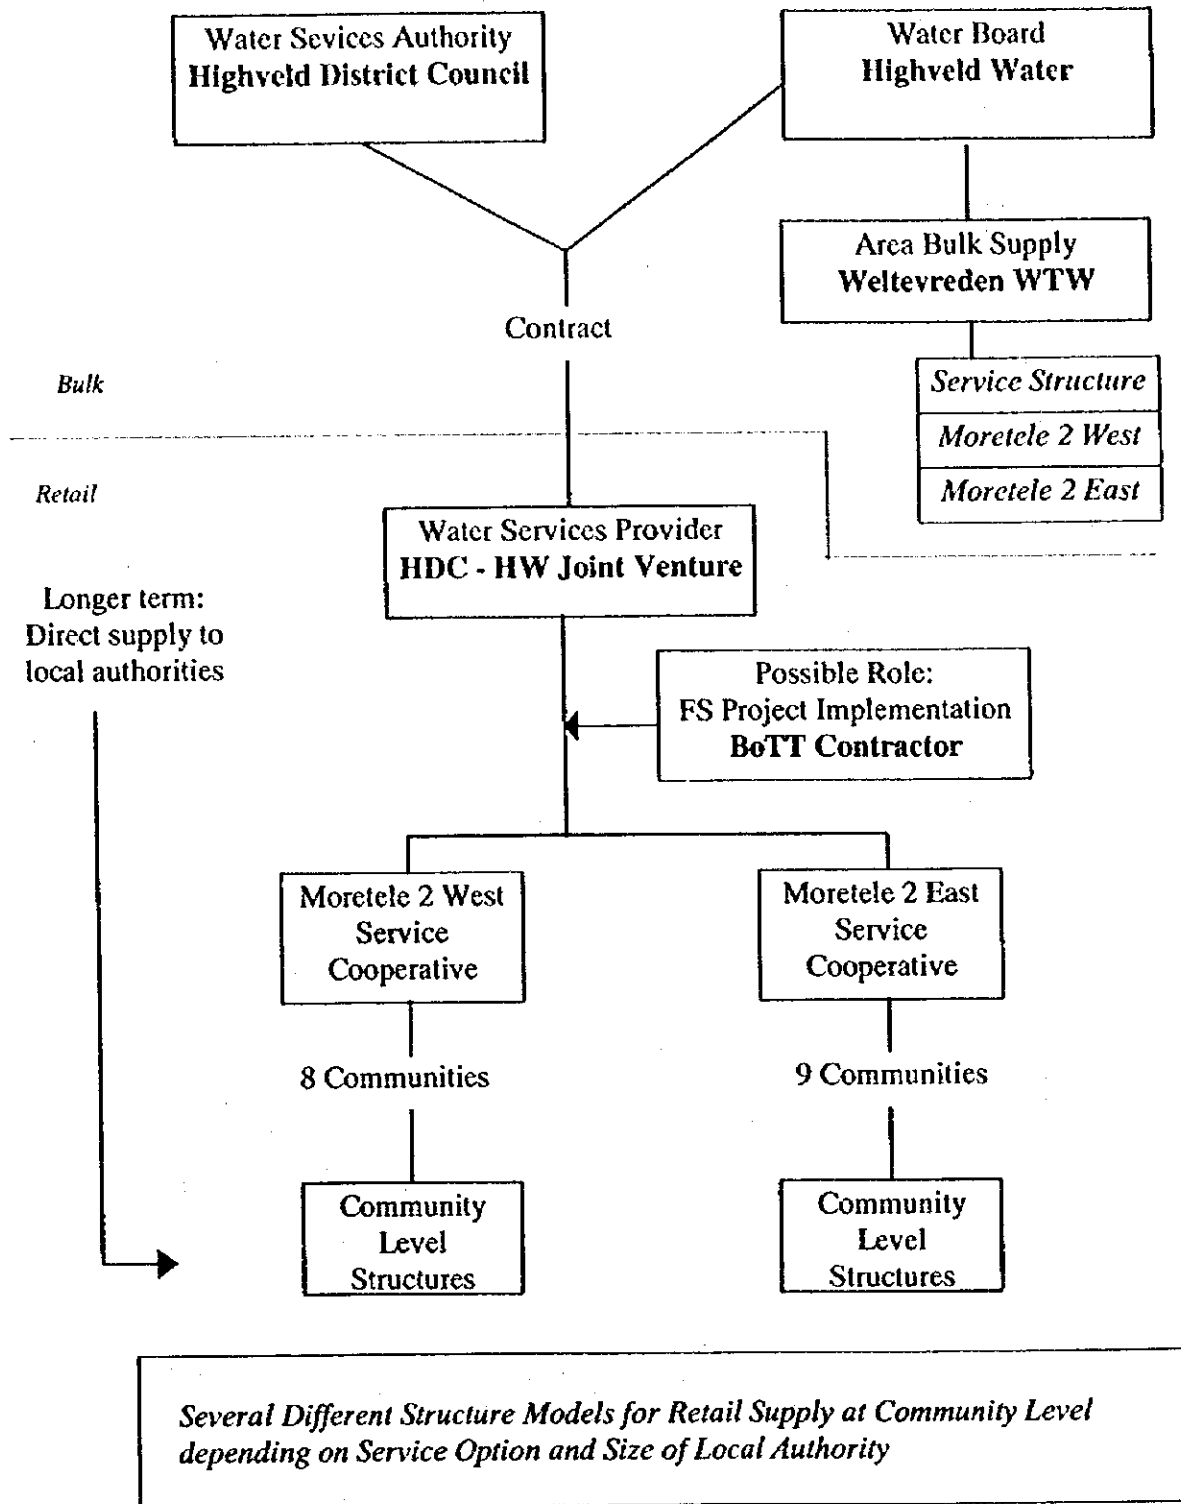 Water Sevices Authority
Highveld District Council
Water Board
Highveld Water
Area Bulk Supply
Weltevreden WTW
Contract
Service Structure
Moretele 2 West
Moretele 2 East
Bulk
Retail
Water Services Provider
HDC - HW Joint Venture
Longer term:
Direct supply to
local authorities
Possible Role:
FS Project Implementation
BoTT Contractor
Moretele 2 West
Service
Cooperative
Moretele 2 East
Service
Cooperative
8 Communities
9 Communities
Community
Level
Structures
Community
Level
Structures
Several Different Structure Models for Retail Supply at Community Level
depending on Service Option and Size of Local Authority